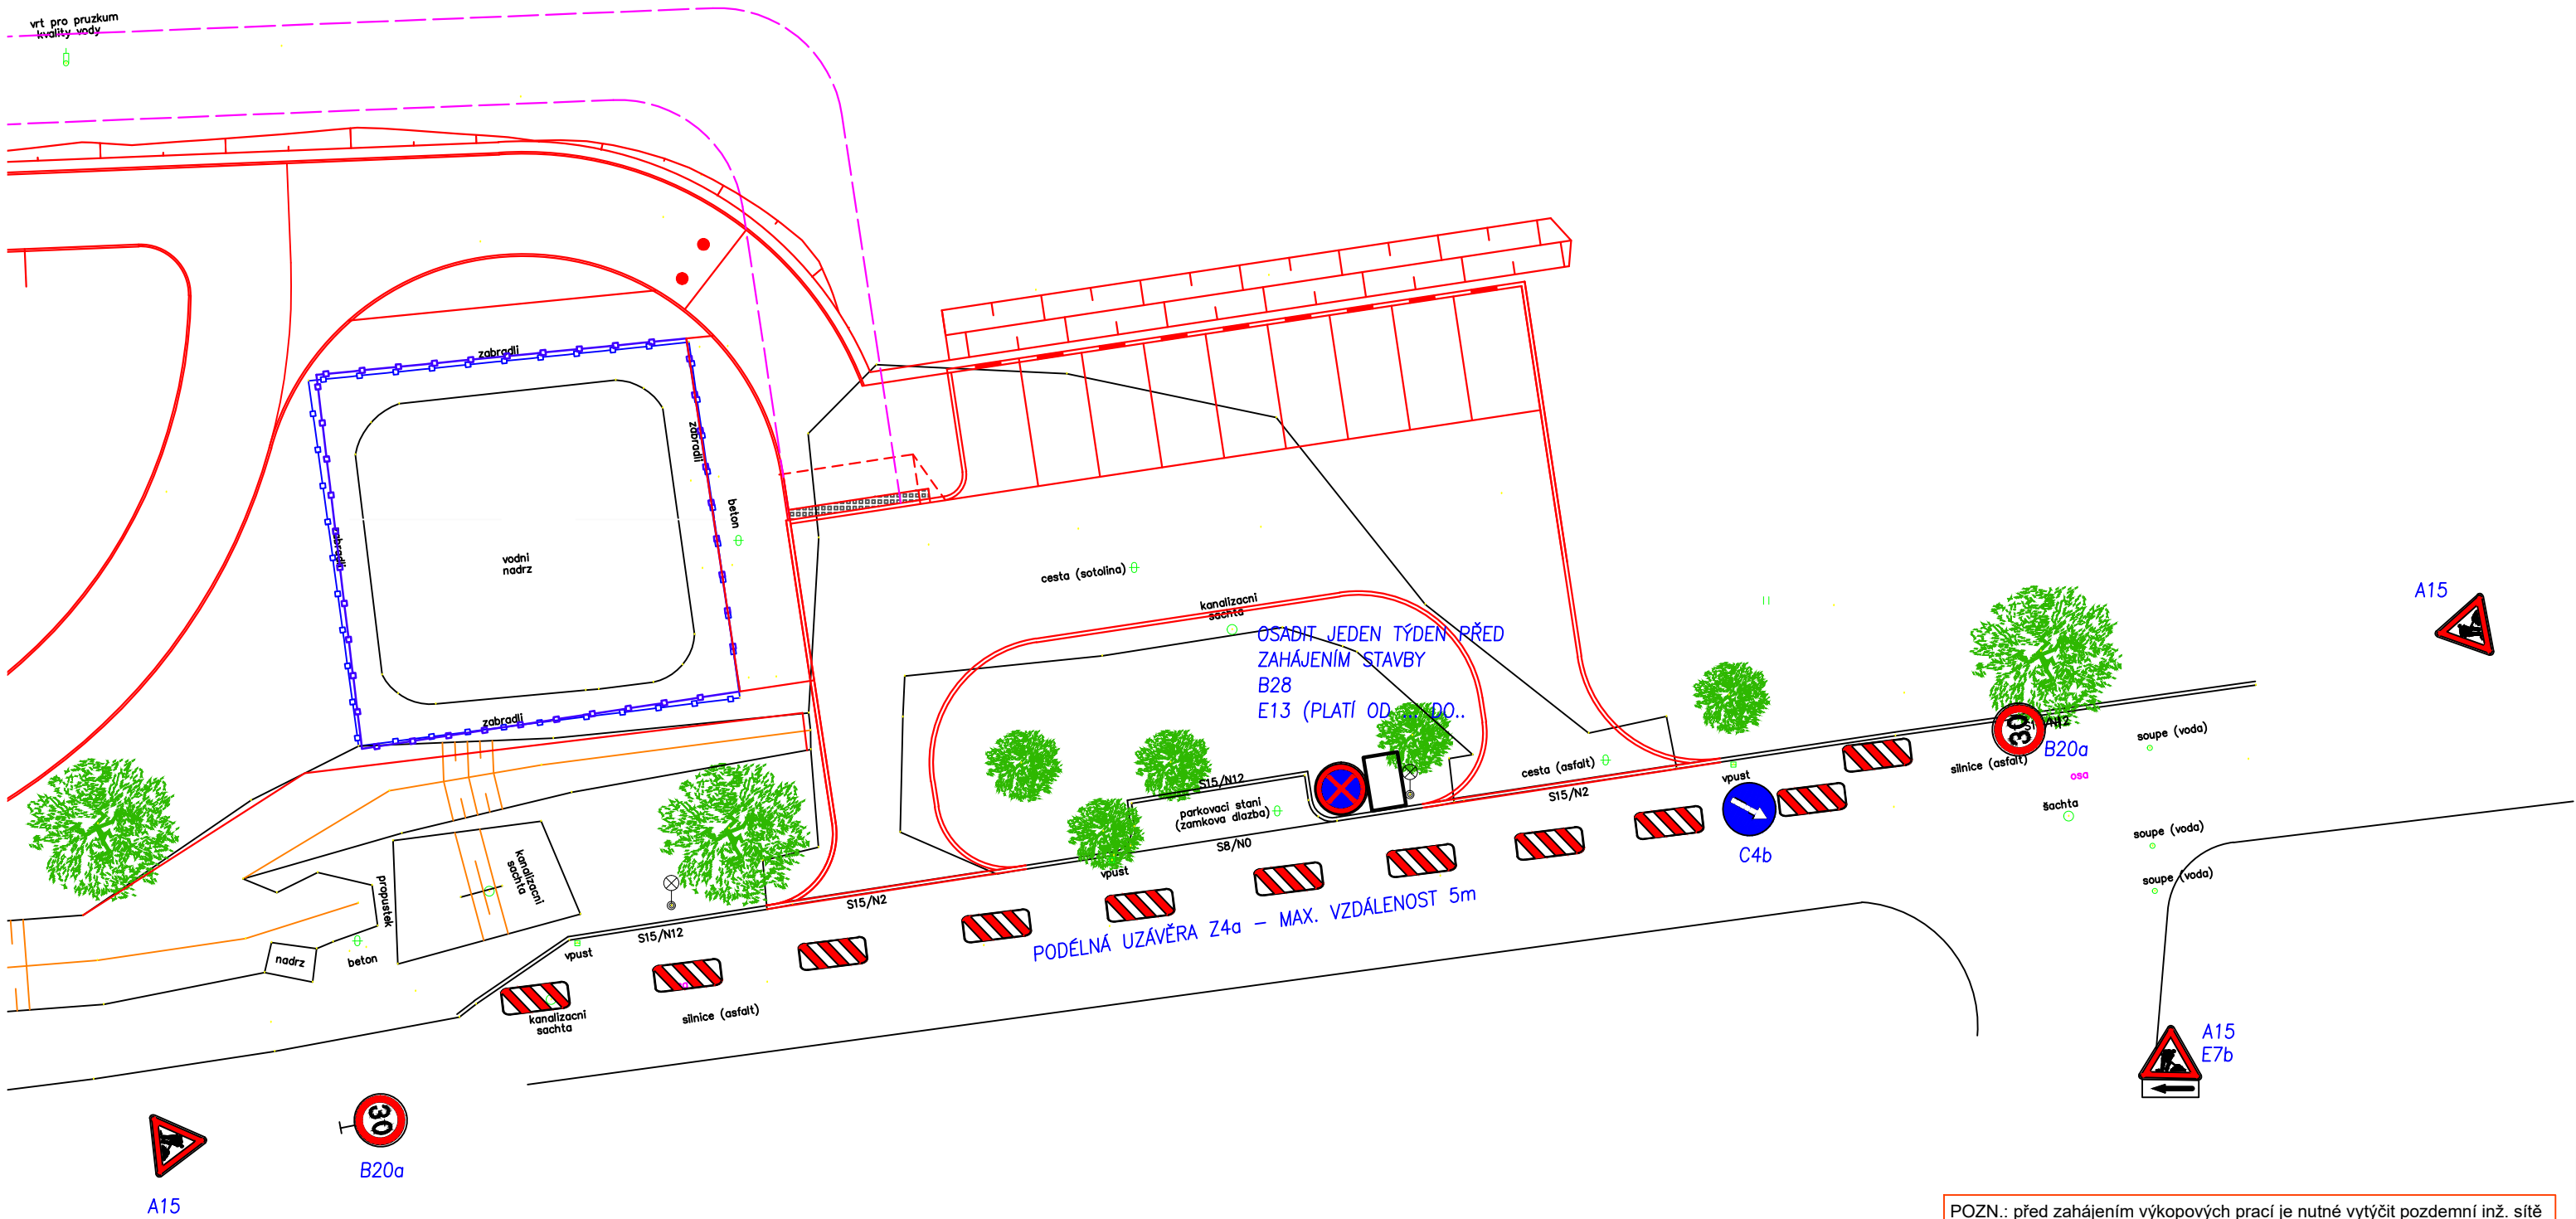 vrt pro pruzkum
kvality vody
zabradli
zabradli
zabradli
beton
vodni
nadrz
cesta (sotolina)
kanalizacni
sachta
OSADIT JEDEN TÝDEN PŘED
ZAHÁJENÍM STAVBY
B28
E13 (PLATÍ OD ... DO..
A15
zabradli
S15/N12
parkovaci stani
(zamkova dlazba)
S8/N0
vpust
cesta (asfalt)
S15/N2
vpust
C4b
30
B20a
silnice (asfalt)
osa
šachta
soupe (voda)
soupe (voda)
soupe (voda)
kanalizacni
sachta
propustek
nadrz
beton
S15/N2
S15/N12
vpust
PODÉLNÁ UZÁVĚRA Z4a – MAX. VZDÁLENOST 5m
kanalizacni
sachta
silnice (asfalt)
A15
E7b
30
B20a
A15
POZN.: před zahájením výkopových prací je nutné vytýčit pozdemní inž. sítě